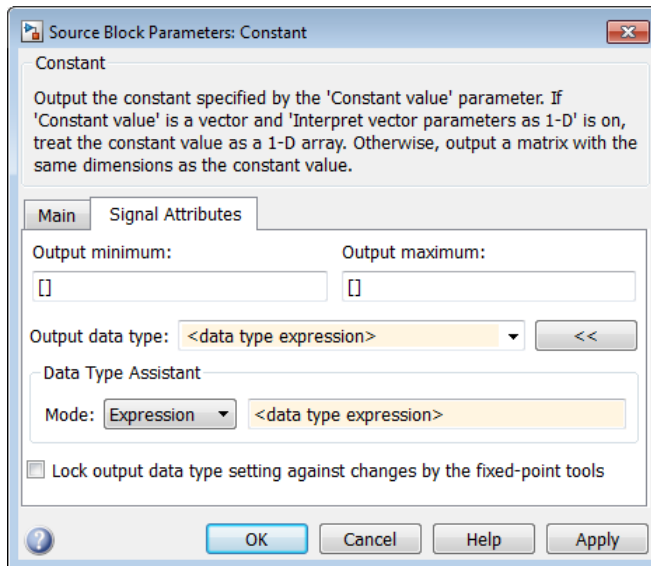 Source Block Parameters: Constant
Constant
Output the constant specified by the 'Constant value' parameter. If
'Constant value' is a vector and 'Interpret vector parameters as 1-D' is on,
treat the constant value as a 1-D array. Otherwise, output a matrix with the
same dimensions as the constant value.
Main Signal Attributes
Output minimum: Output maximum:
[] []
Output data type: <data type expression> <<
Data Type Assistant
Mode: Expression <data type expression>
Lock output data type setting against changes by the fixed-point tools
? OK Cancel Help Apply